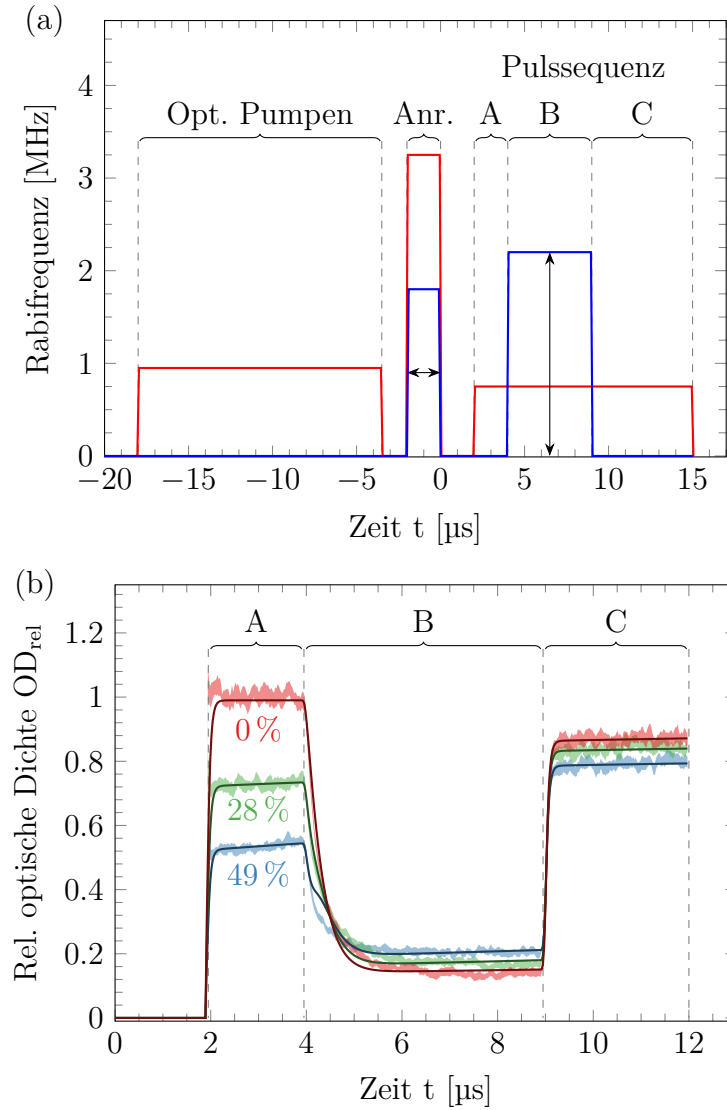 (a)
Pulssequenz
Opt. Pumpen Anr. A B C
Rabifrequenz [MHz]
4
3
2
1
0
−20 −15 −10 −5 0 5 10 15
Zeit t [µs]
(b)
A B C
Rel. optische Dichte OD_rel
1.2
1
0.8
0.6
0.4
0.2
0
0 %
28 %
49 %
0 2 4 6 8 10 12
Zeit t [µs]